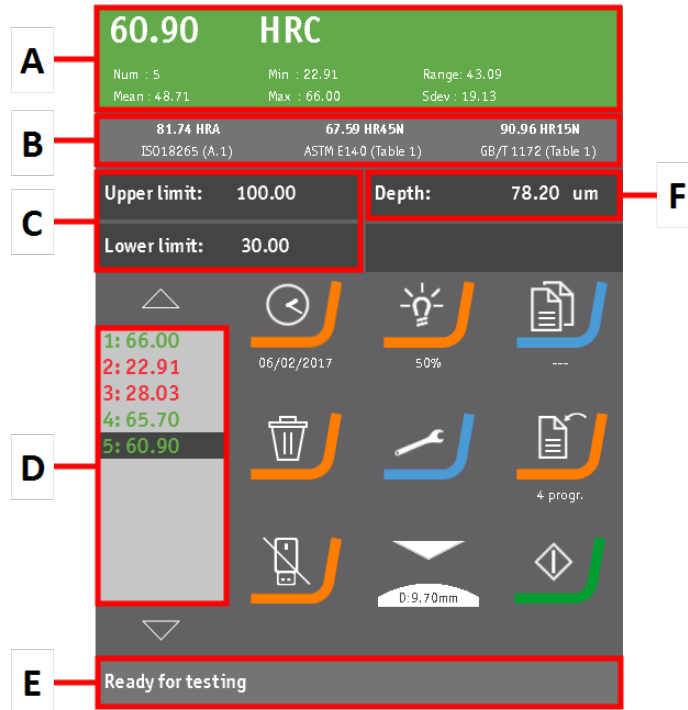 60.90 HRC
A
Num : 5 Min : 22.91 Range: 43.09
Mean : 48.71 Max : 66.00 Sdev : 19.13
B
81.74 HRA 67.59 HR45N 90.96 HR15N
ISO18265 (A.1) ASTM E140 (Table 1) GB/T 1172 (Table 1)
C
Upper limit: 100.00 Depth: 78.20 um
F
Lower limit: 30.00
1: 66.00
2: 22.91
3: 28.03
4: 65.70
5: 60.90
06/02/2017 50% ---
D
4 progr.
D:9.70mm
E
Ready for testing